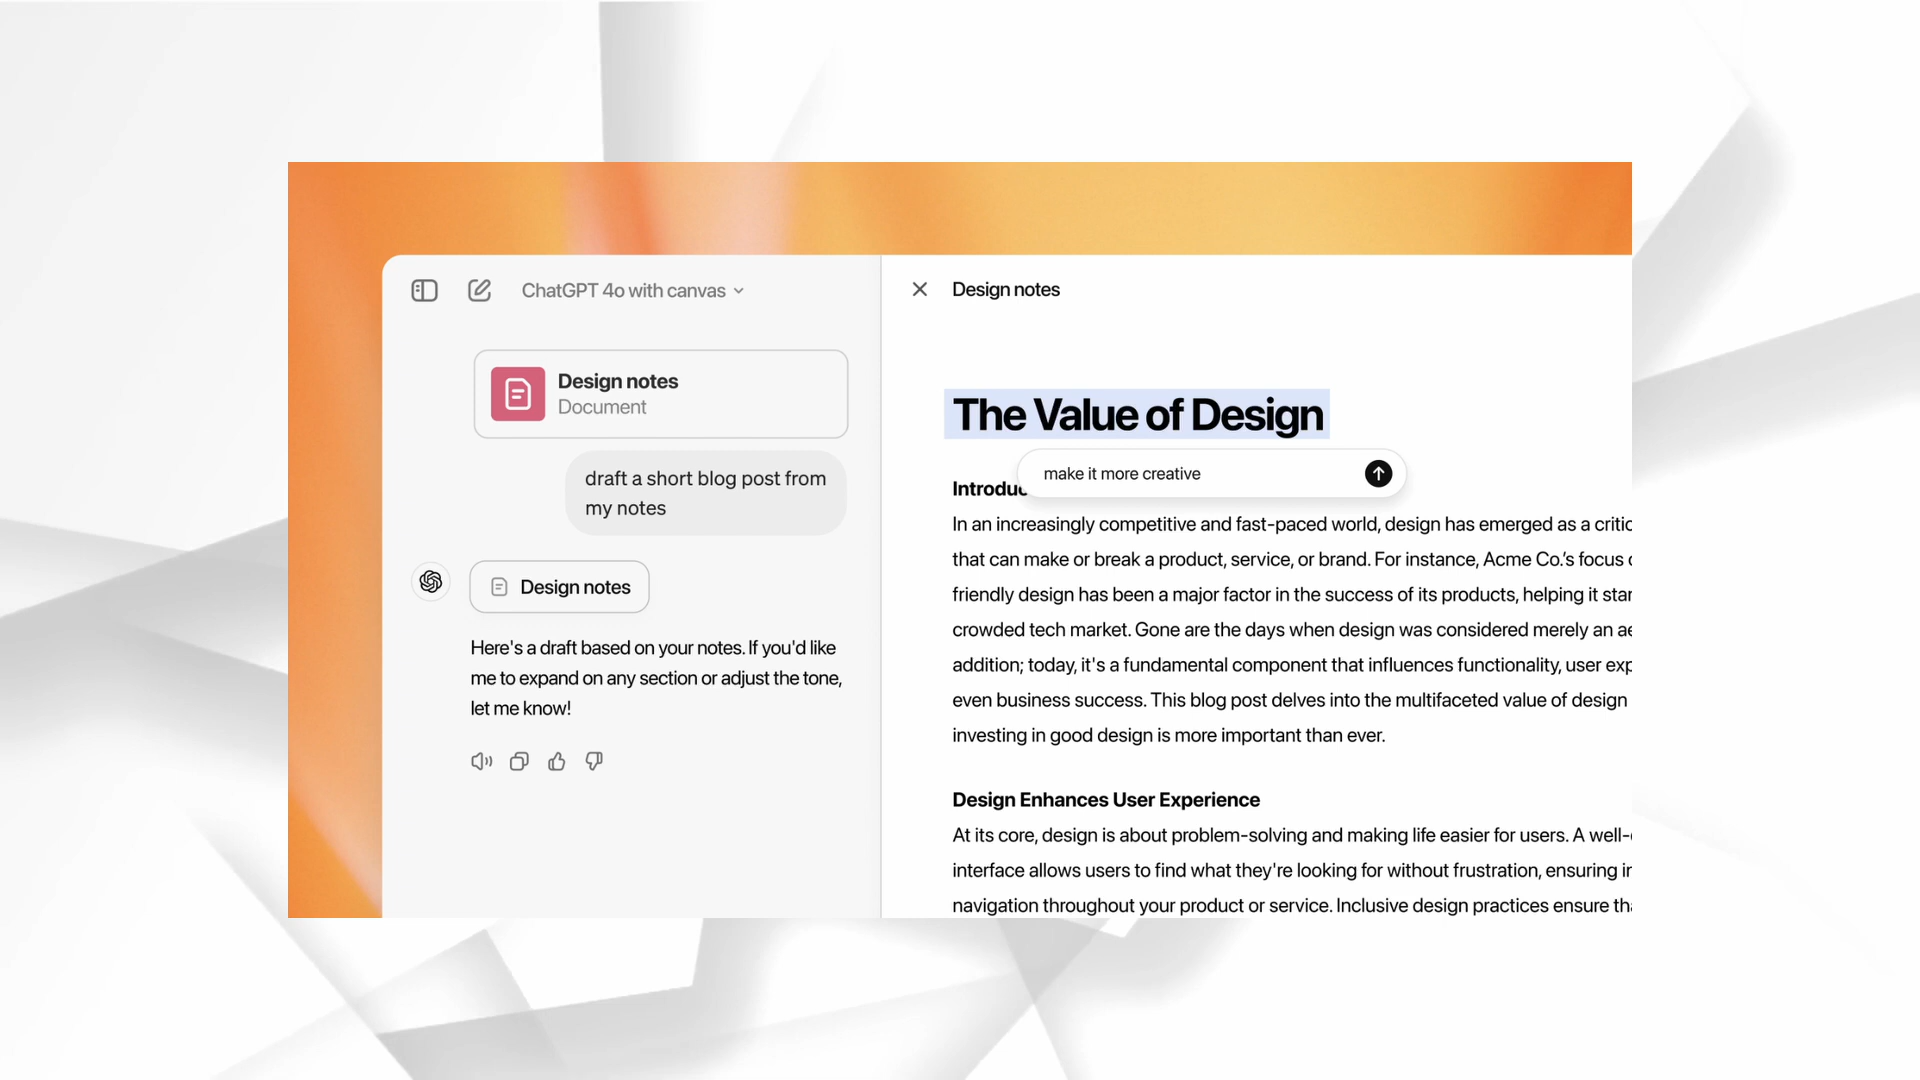 ChatGPT 4o with canvas
Design notes
Document
draft a short blog post from
my notes
Design notes
Here's a draft based on your notes. If you'd like
me to expand on any section or adjust the tone,
let me know!
Design notes
The Value of Design
make it more creative
In an increasingly competitive and fast-paced world, design has emerged as a
that can make or break a product, service, or brand. For instance, Acme Co.'s focus
friendly design has been a major factor in the success of its products, helping it
crowded tech market. Gone are the days when design was considered merely an
addition; today, it's a fundamental component that influences functionality, user
even business success. This blog post delves into the multifaceted value of design
investing in good design is more important than ever.
Design Enhances User Experience
At its core, design is about problem-solving and making life easier for users. A
interface allows users to find what they're looking for without frustration, ensuring
navigation throughout your product or service. Inclusive design practices ensure